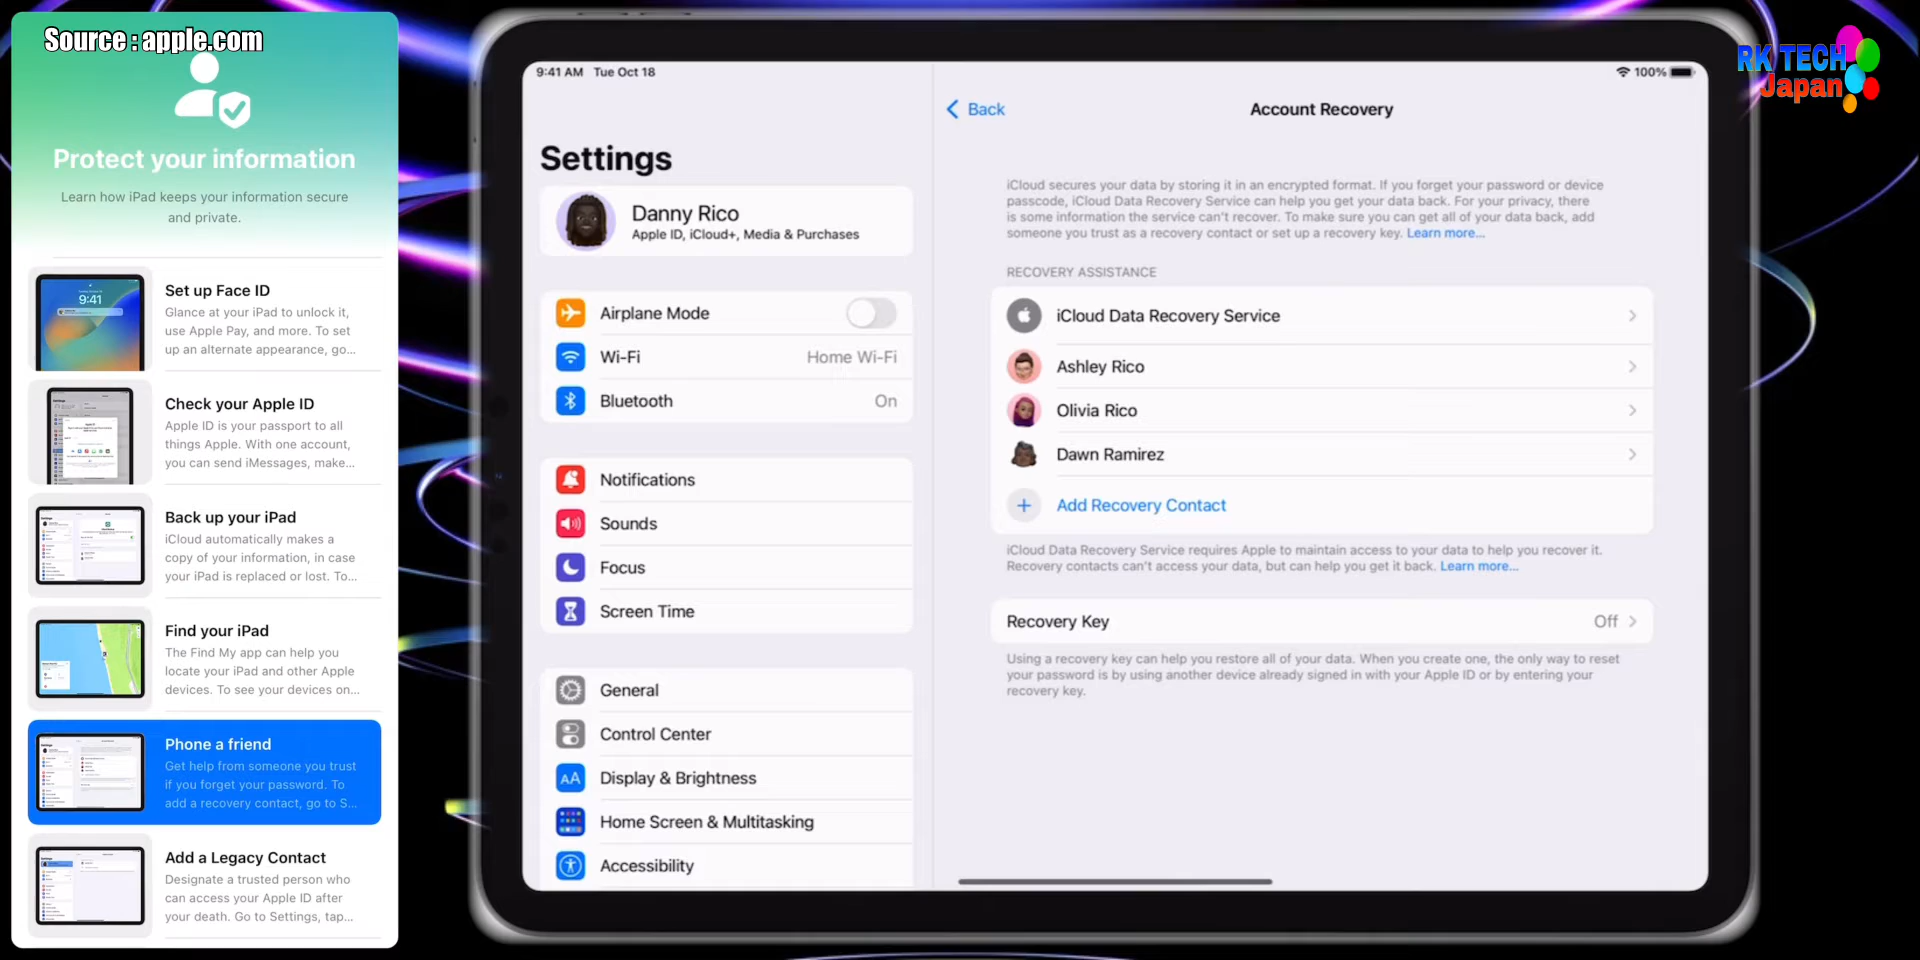 Source : apple.com
Protect your information
Learn how iPad keeps your information secure
and private.
Set up Face ID
Glance at your iPad to unlock it,
use Apple Pay, and more. To set
up an alternate appearance, go...
Check your Apple ID
Apple ID is your passport to all
things Apple. With one account,
you can send iMessages, make...
Back up your iPad
iCloud automatically makes a
copy of your information, in case
your iPad is replaced or lost. To...
Find your iPad
The Find My app can help you
locate your iPad and other Apple
devices. To see your devices on...
Phone a friend
Get help from someone you trust
if you forget your password. To
add a recovery contact, go to S...
Add a Legacy Contact
Designate a trusted person who
can access your Apple ID after
your death. Go to Settings, tap...
9:41
9:41 AM Tue Oct 18
100%
Settings
Danny Rico
Apple ID, iCloud+, Media & Purchases
Airplane Mode
Wi-Fi Home Wi-Fi
Bluetooth On
Notifications
Sounds
Focus
Screen Time
General
Control Center
AA Display & Brightness
Home Screen & Multitasking
Accessibility
Back
Account Recovery
iCloud secures your data by storing it in an encrypted format. If you forget your password or device
passcode, iCloud Data Recovery Service can help you get your data back. For your privacy, there
is some information the service can't recover. To make sure you can get all of your data back, add
someone you trust as a recovery contact or set up a recovery key. Learn more...
RECOVERY ASSISTANCE
iCloud Data Recovery Service
Ashley Rico
Olivia Rico
Dawn Ramirez
+ Add Recovery Contact
iCloud Data Recovery Service requires Apple to maintain access to your data to help you recover it.
Recovery contacts can't access your data, but can help you get it back. Learn more...
Recovery Key Off
Using a recovery key can help you restore all of your data. When you create one, the only way to reset
your password is by using another device already signed in with your Apple ID or by entering your
recovery key.
RK TECH
Japan